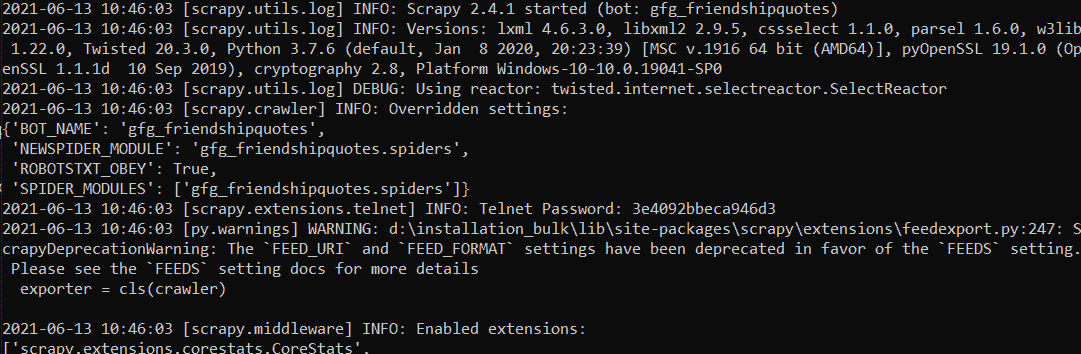 2021-06-13 10:46:03 [scrapy.utils.log] INFO: Scrapy 2.4.1 started (bot: gfg_friendshipquotes)
2021-06-13 10:46:03 [scrapy.utils.log] INFO: Versions: lxml 4.6.3.0, libxml2 2.9.5, cssselect 1.1.0, parsel 1.6.0, w3lib
 1.22.0, Twisted 20.3.0, Python 3.7.6 (default, Jan  8 2020, 20:23:39) [MSC v.1916 64 bit (AMD64)], pyOpenSSL 19.1.0 (Op
enSSL 1.1.1d  10 Sep 2019), cryptography 2.8, Platform Windows-10-10.0.19041-SP0
2021-06-13 10:46:03 [scrapy.utils.log] DEBUG: Using reactor: twisted.internet.selectreactor.SelectReactor
2021-06-13 10:46:03 [scrapy.crawler] INFO: Overridden settings:
{'BOT_NAME': 'gfg_friendshipquotes',
 'NEWSPIDER_MODULE': 'gfg_friendshipquotes.spiders',
 'ROBOTSTXT_OBEY': True,
 'SPIDER_MODULES': ['gfg_friendshipquotes.spiders']}
2021-06-13 10:46:03 [scrapy.extensions.telnet] INFO: Telnet Password: 3e4092bbeca946d3
2021-06-13 10:46:03 [py.warnings] WARNING: d:\installation_bulk\lib\site-packages\scrapy\extensions\feedexport.py:247: S
crapyDeprecationWarning: The `FEED_URI` and `FEED_FORMAT` settings have been deprecated in favor of the `FEEDS` setting.
 Please see the `FEEDS` setting docs for more details
  exporter = cls(crawler)
2021-06-13 10:46:03 [scrapy.middleware] INFO: Enabled extensions:
['scrapy.extensions.corestats.CoreStats',